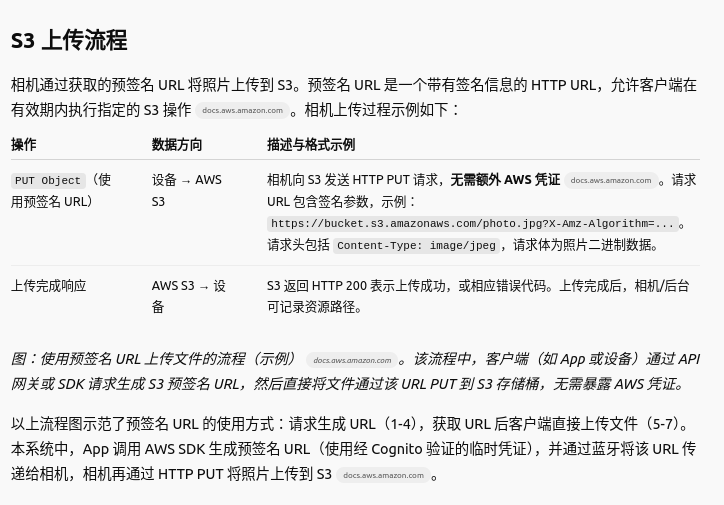 S3 上传流程
相机通过获取的预签名 URL 将照片上传到 S3。预签名 URL 是一个带有签名信息的 HTTP URL，允许客户端在
有效期内执行指定的 S3 操作 docs.aws.amazon.com 。相机上传过程示例如下：
操作 数据方向 描述与格式示例
PUT Object（使
用预签名 URL）
设备 → AWS
S3
相机向 S3 发送 HTTP PUT 请求，无需额外 AWS 凭证 docs.aws.amazon.com 。请求
URL 包含签名参数，示例：
https://bucket.s3.amazonaws.com/photo.jpg?X-Amz-Algorithm=... 。
请求头包括 Content-Type: image/jpeg ，请求体为照片二进制数据。
上传完成响应
AWS S3 → 设
备
S3 返回 HTTP 200 表示上传成功，或相应错误代码。上传完成后，相机/后台
可记录资源路径。
图：使用预签名 URL 上传文件的流程（示例） docs.aws.amazon.com 。该流程中，客户端（如 App 或设备）通过 API
网关或 SDK 请求生成 S3 预签名 URL，然后直接将文件通过该 URL PUT 到 S3 存储桶，无需暴露 AWS 凭证。
以上流程图示范了预签名 URL 的使用方式：请求生成 URL（1-4），获取 URL 后客户端直接上传文件（5-7）。
本系统中，App 调用 AWS SDK 生成预签名 URL（使用经 Cognito 验证的临时凭证），并通过蓝牙将该 URL 传
递给相机，相机再通过 HTTP PUT 将照片上传到 S3 docs.aws.amazon.com 。